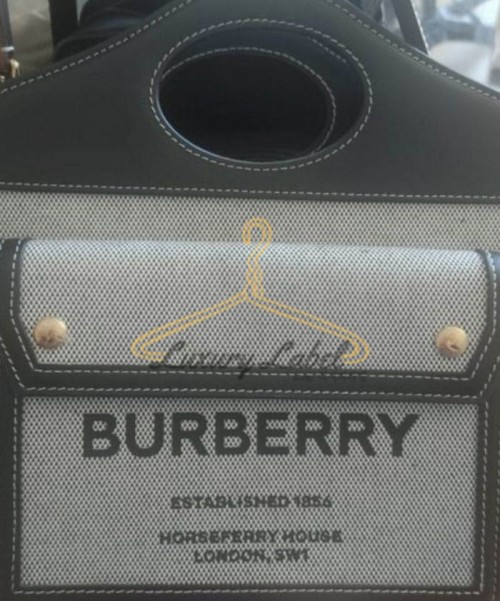 Luxury Label
BURBERRY
ESTABLISHED 1856
HORSEFERRY HOUSE
LONDON, SW1